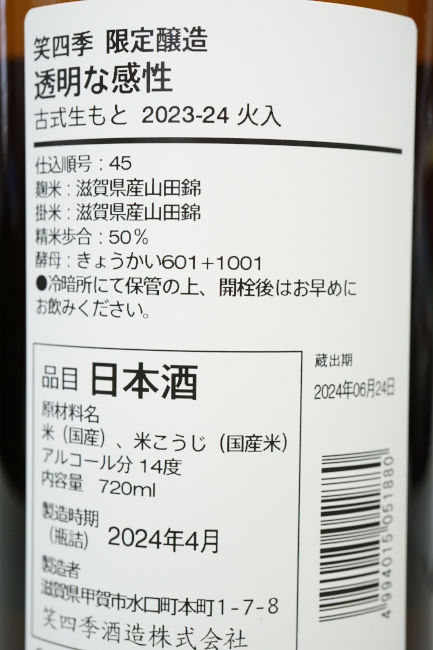 笑四季 限定醸造
透明な感性
古式生もと 2023-24 火入
仕込順号：45
麹米：滋賀県産山田錦
掛米：滋賀県産山田錦
精米歩合：50％
酵母：きょうかい601+1001
●冷暗所にて保管の上、開栓後はお早めに
お飲みください。
品目 日本酒
原材料名
米（国産）、米こうじ（国産米）
アルコール分 14度
内容量 720ml
製造時期
（瓶詰） 2024年4月
製造者
滋賀県甲賀市水口町本町1-7-8
笑四季酒造株式会社
蔵出期
2024年06月24日
4994015051880